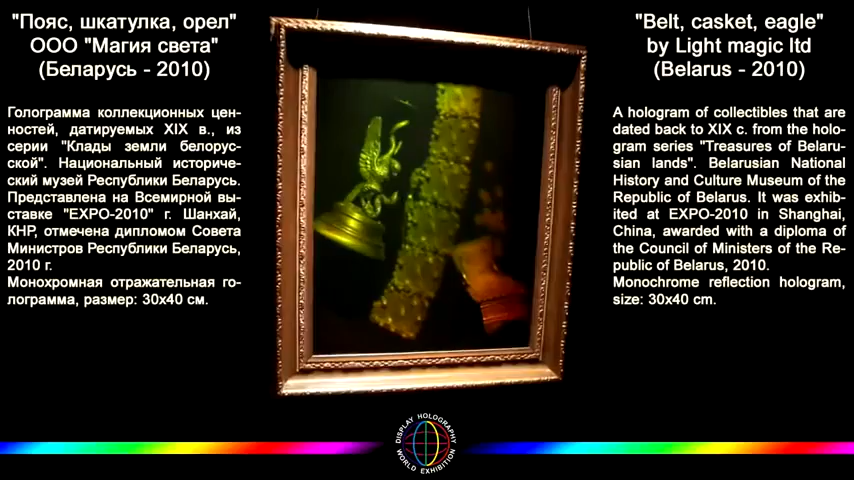 "Пояс, шкатулка, орел"
ООО "Магия света"
(Беларусь - 2010)
Голограмма коллекционных цен-
ностей, датируемых XIX в., из
серии "Клады земли белорус-
ской". Национальный историче-
ский музей Республики Беларусь.
Представлена на Всемирной вы-
ставке "EXPO-2010" г. Шанхай,
КНР, отмечена дипломом Совета
Министров Республики Беларусь,
2010 г.
Монохромная отражательная го-
лограмма, размер: 30x40 см.
"Belt, casket, eagle"
by Light magic ltd
(Belarus - 2010)
A hologram of collectibles that are
dated back to XIX c. from the holo-
gram series "Treasures of Belaru-
sian lands". Belarusian National
History and Culture Museum of the
Republic of Belarus. It was exhib-
ited at EXPO-2010 in Shanghai,
China, awarded with a diploma of
the Council of Ministers of the Re-
public of Belarus, 2010.
Monochrome reflection hologram,
size: 30x40 cm.
DISPLAY HOLOGRAPHY
WORLD EXHIBITION